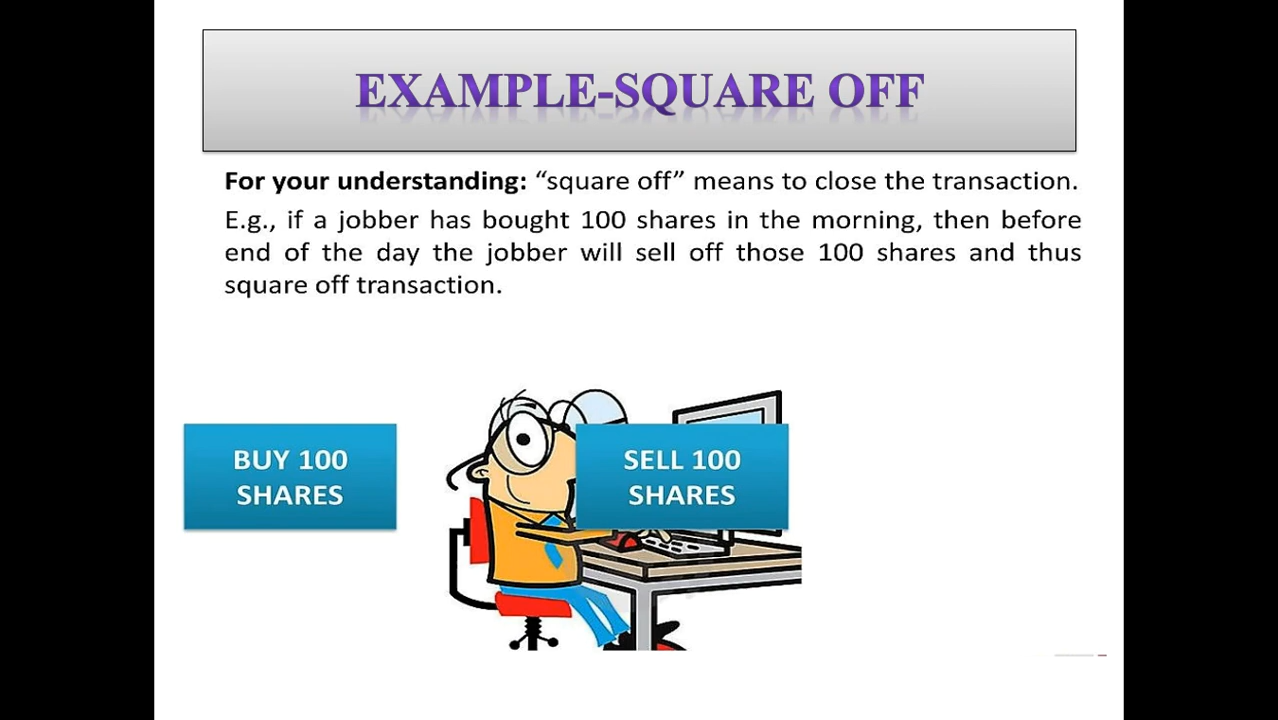 EXAMPLE-SQUARE OFF
For your understanding: “square off” means to close the transaction.
E.g., if a jobber has bought 100 shares in the morning, then before
end of the day the jobber will sell off those 100 shares and thus
square off transaction.
BUY 100
SHARES
SELL 100
SHARES